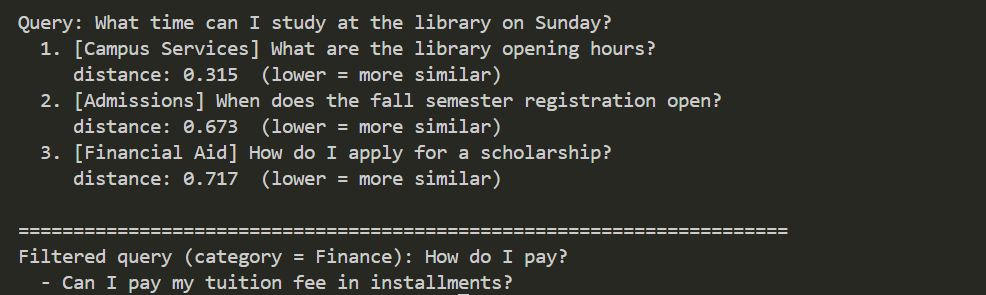 Query: What time can I study at the library on Sunday?
1. [Campus Services] What are the library opening hours?
distance: 0.315  (lower = more similar)
2. [Admissions] When does the fall semester registration open?
distance: 0.673  (lower = more similar)
3. [Financial Aid] How do I apply for a scholarship?
distance: 0.717  (lower = more similar)
======================================================================
Filtered query (category = Finance): How do I pay?
- Can I pay my tuition fee in installments?